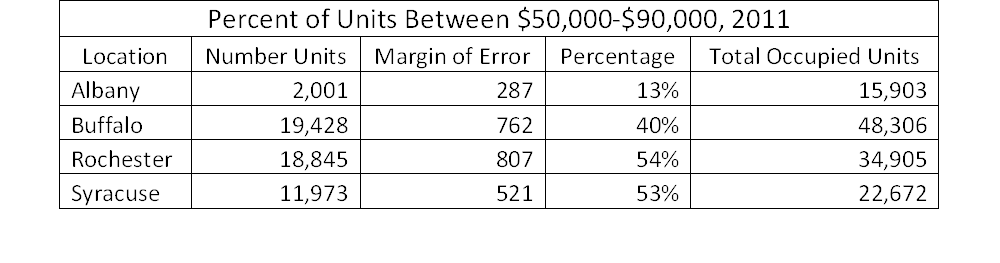 Percent of Units Between $50,000-$90,000, 2011
Location Number Units Margin of Error Percentage Total Occupied Units
Albany 2,001 287 13% 15,903
Buffalo 19,428 762 40% 48,306
Rochester 18,845 807 54% 34,905
Syracuse 11,973 521 53% 22,672